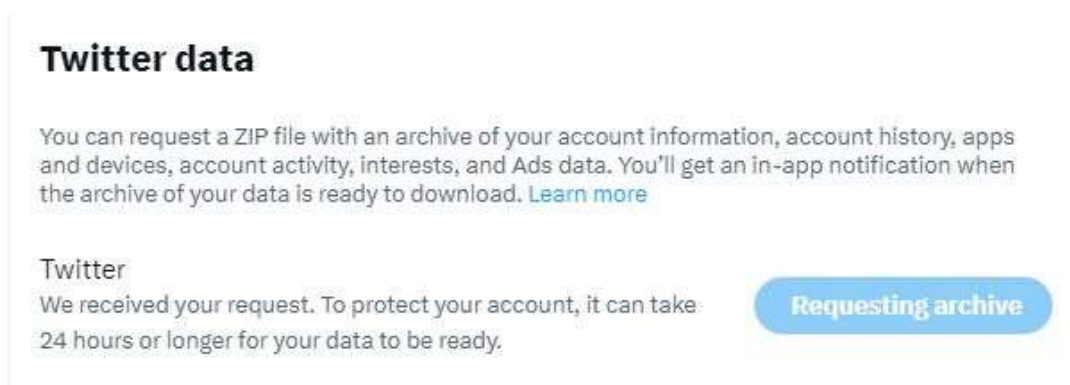 Twitter data
You can request a ZIP file with an archive of your account information, account history, apps
and devices, account activity, interests, and Ads data. You’ll get an in-app notification when
the archive of your data is ready to download. Learn more
Twitter
We received your request. To protect your account, it can take
24 hours or longer for your data to be ready.
Requesting archive